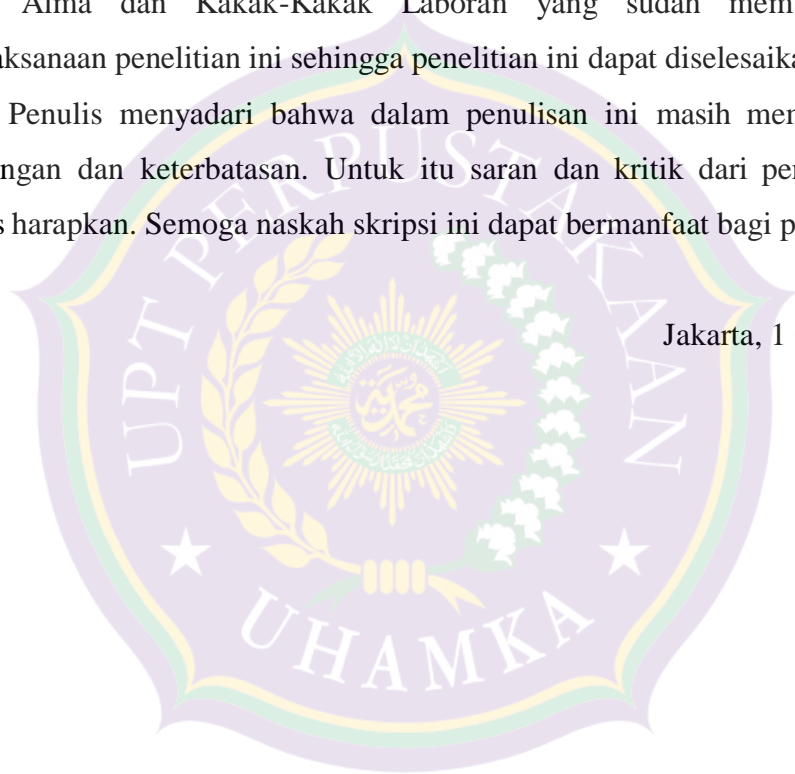 Alma dan Kakak-Kakak Laboran yang sudah mem
aksanaan penelitian ini sehingga penelitian ini dapat diselesaika
Penulis menyadari bahwa dalam penulisan ini masih men
ngan dan keterbatasan. Untuk itu saran dan kritik dari pe
s harapkan. Semoga naskah skripsi ini dapat bermanfaat bagi p
Jakarta, 1
UPT PERPUSTAKAAN
محمدية
UHAMKA